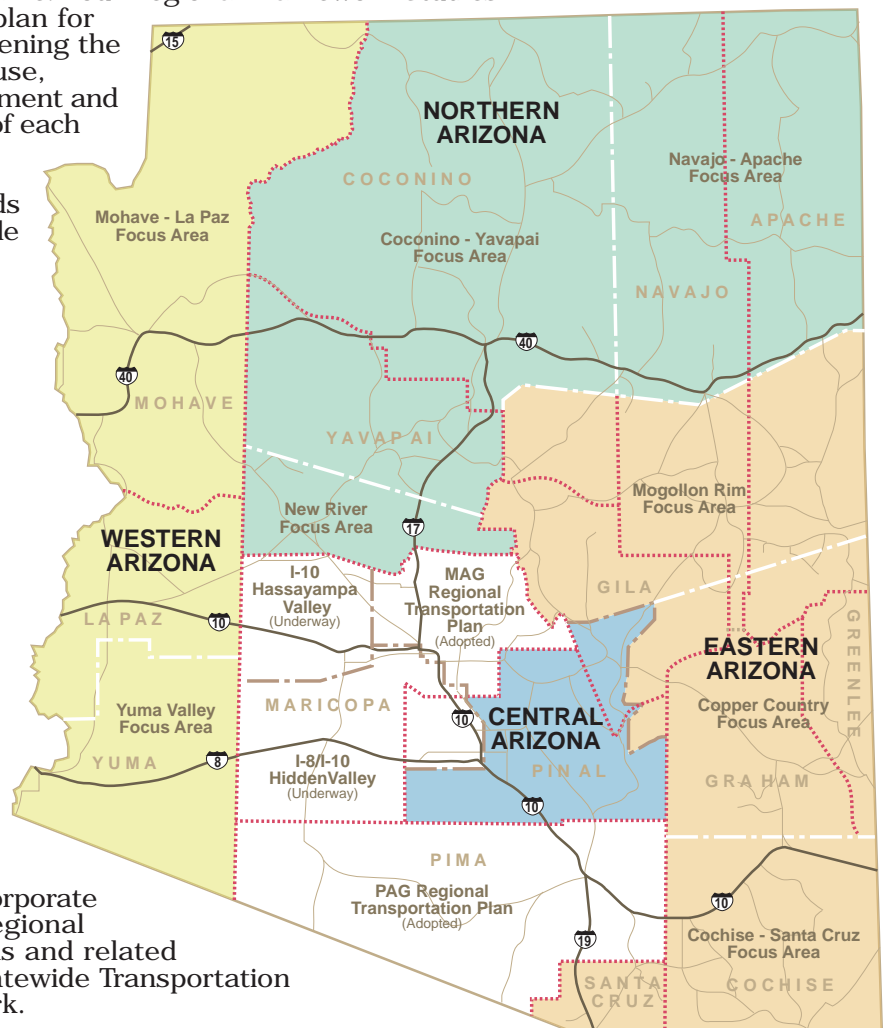 plan for
ening the
use,
ment and
of each
ds
le
15
NORTHERN
ARIZONA
COCONINO
Navajo - Apache
Focus Area
Mohave - La Paz
Focus Area
APACHE
Coconino - Yavapai
Focus Area
NAVAJO
40
40
MOHAVE
YAVAPAI
Mogollon Rim
Focus Area
New River
Focus Area
17
WESTERN
ARIZONA
I-10
Hassayampa
Valley
(Underway)
MAG
Regional
Transportation
Plan
(Adopted)
GILA
LA PAZ
10
GREENLEE
EASTERN
ARIZONA
MARICOPA
Yuma Valley
Focus Area
10
CENTRAL
ARIZONA
Copper Country
Focus Area
YUMA
8
I-8/I-10
HiddenValley
(Underway)
PINAL
GRAHAM
10
PIMA
PAG Regional
Transportation Plan
(Adopted)
10
19
Cochise - Santa Cruz
Focus Area
SANTA
CRUZ
COCHISE
orporate
egional
s and related
atewide Transportation
rk.